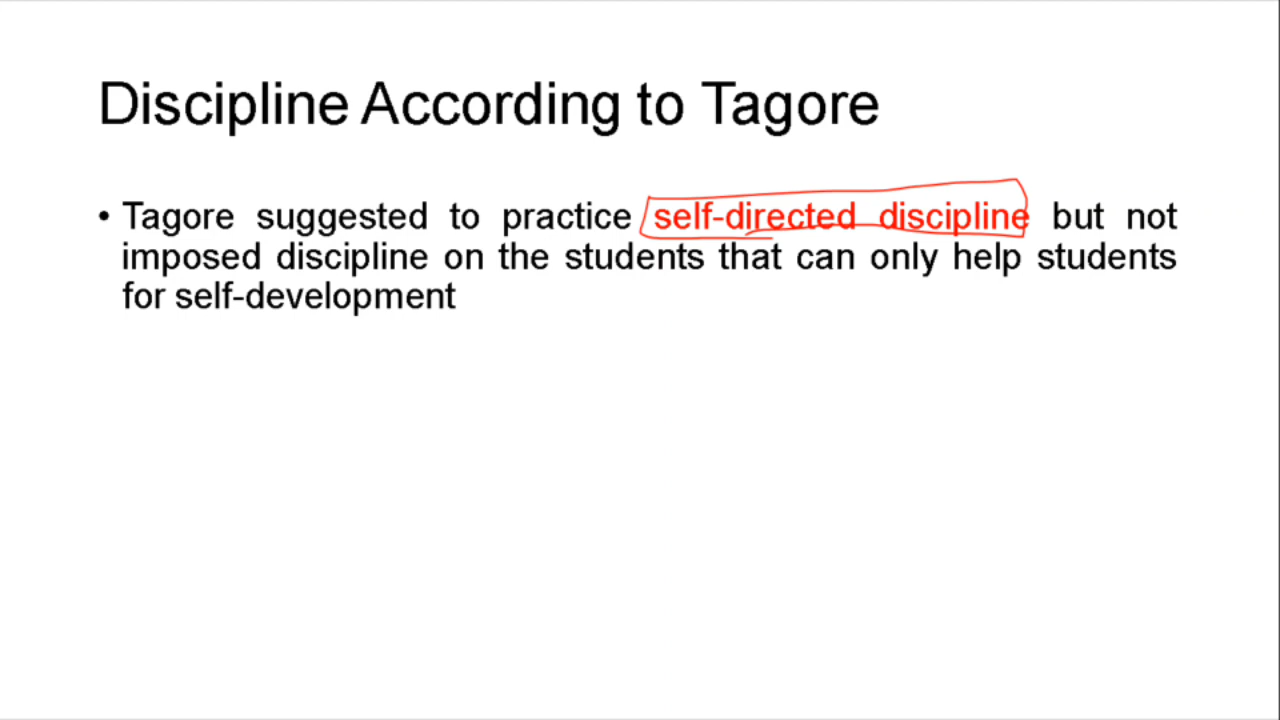 Discipline According to Tagore
• Tagore suggested to practice self-directed discipline but not
imposed discipline on the students that can only help students
for self-development